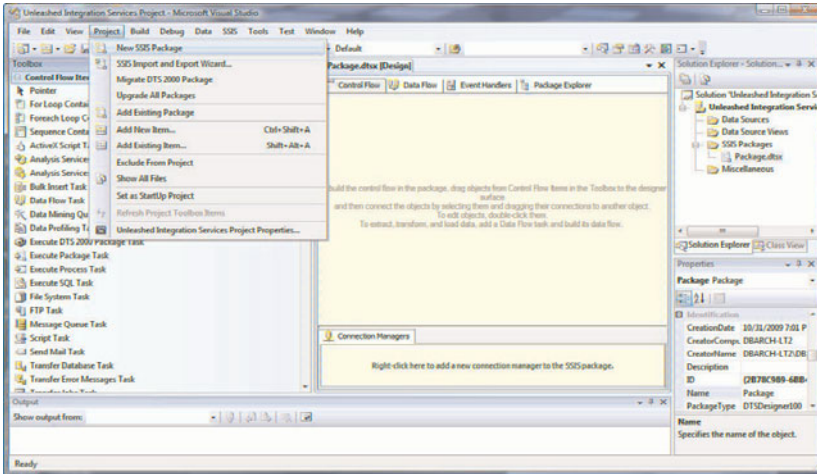 Unleashed Integration Services Project - Microsoft Visual Studio
File Edit View Project Build Debug Data SSIS Tools Test Window Help
Default
Toolbox
Control Flow Iter
Pointer
For Loop Contai
Foreach Loop C
Sequence Conta
ActiveX Script T
Analysis Service
Analysis Service
Bulk Insert Task
Data Flow Task
Data Mining Qu
Data Profiling T
Execute DTS 2000 Package Task
Execute Package Task
Execute Process Task
Execute SQL Task
File System Task
FTP Task
Message Queue Task
Script Task
Send Mail Task
Transfer Database Task
Transfer Error Messages Task
Transfer Jobs Task
New SSIS Package
SSIS Import and Export Wizard...
Migrate DTS 2000 Package
Upgrade All Packages
Add Existing Package
Add New Item... Ctrl+Shift+A
Add Existing Item... Shift+Alt+A
Exclude From Project
Show All Files
Set as StartUp Project
Refresh Project Toolbox Items
Unleashed Integration Services Project Properties...
Package.dtsx [Design]
Control Flow Data Flow Event Handlers Package Explorer
build the control flow in the package, drag objects from Control Flow Items in the Toolbox to the designer
surface
and then connect the objects by selecting them and dragging their connections to another object.
To edit objects, double-click them.
To extract, transform, and load data, add a Data Flow task and build its data flow.
Connection Managers
Right-click here to add a new connection manager to the SSIS package.
Solution Explorer - Solution...
Solution 'Unleashed Integration S
Unleashed Integration Servi
Data Sources
Data Source Views
SSIS Packages
Package.dtsx
Miscellaneous
Solution Explorer Class View
Properties
Package Package
Identification
CreationDate 10/31/2009 7:01 P
CreatorCompu DBARCH-LT2
CreatorName DBARCH-LT2\DB
Description
ID {2B78C989-6BB
Name Package
PackageType DTSDesigner100
Name
Specifies the name of the object.
Output
Show output from:
Ready